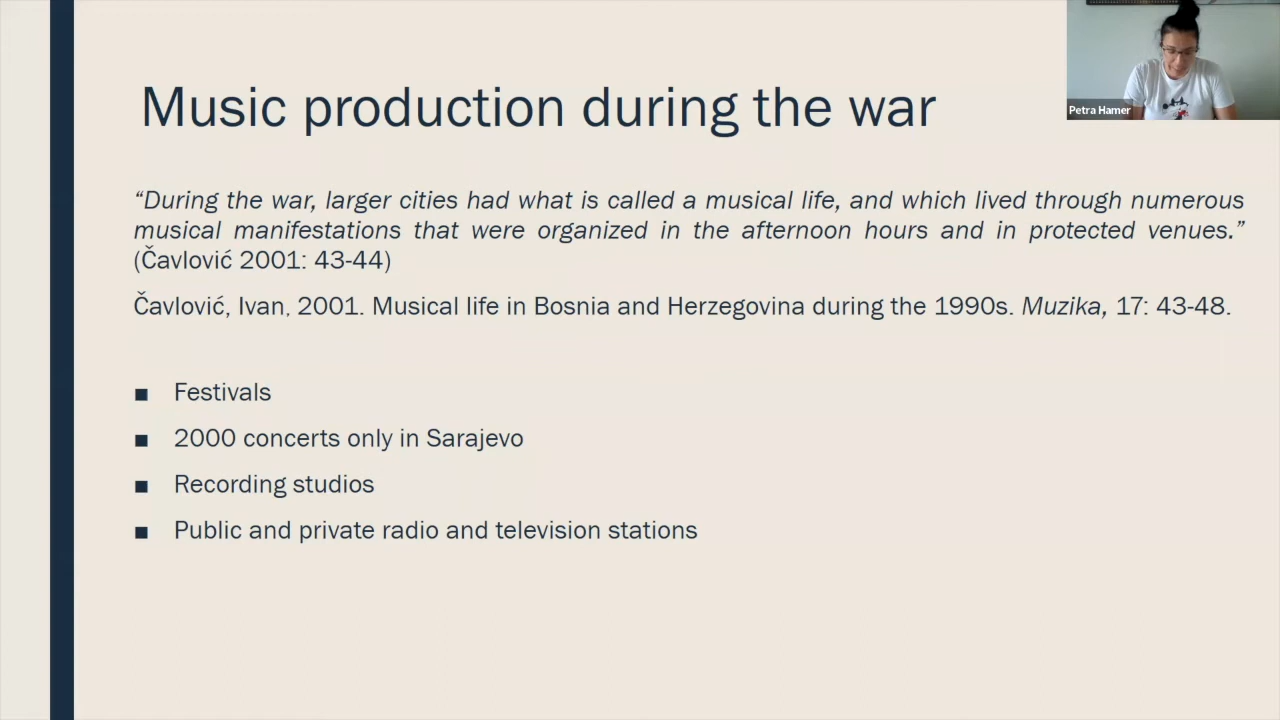 Music production during the war
Petra Hamer
“During the war, larger cities had what is called a musical life, and which lived through numerous
musical manifestations that were organized in the afternoon hours and in protected venues.”
(Čavlović 2001: 43-44)
Čavlović, Ivan, 2001. Musical life in Bosnia and Herzegovina during the 1990s. Muzika, 17: 43-48.
■ Festivals
■ 2000 concerts only in Sarajevo
■ Recording studios
■ Public and private radio and television stations